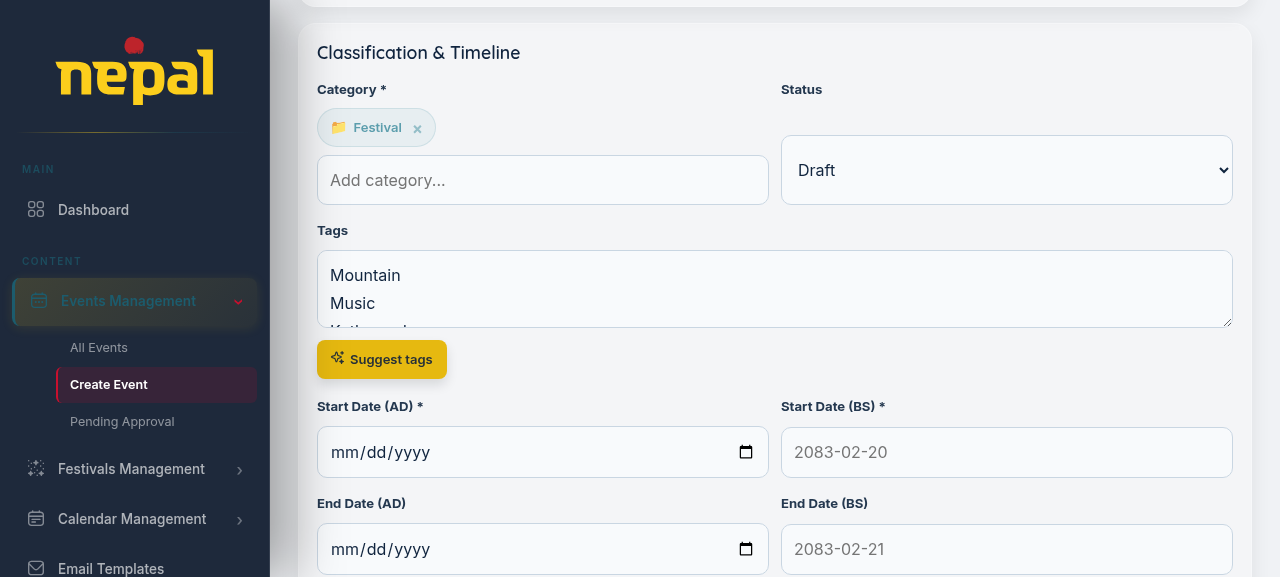 nepal
MAIN
Dashboard
CONTENT
Events Management
All Events
Create Event
Pending Approval
Festivals Management
Calendar Management
Email Templates
Classification & Timeline
Category *
📁 Festival ×
Add category...
Status
Draft
Tags
Mountain
Music
Suggest tags
Start Date (AD) *
mm/dd/yyyy
Start Date (BS) *
2083-02-20
End Date (AD)
mm/dd/yyyy
End Date (BS)
2083-02-21